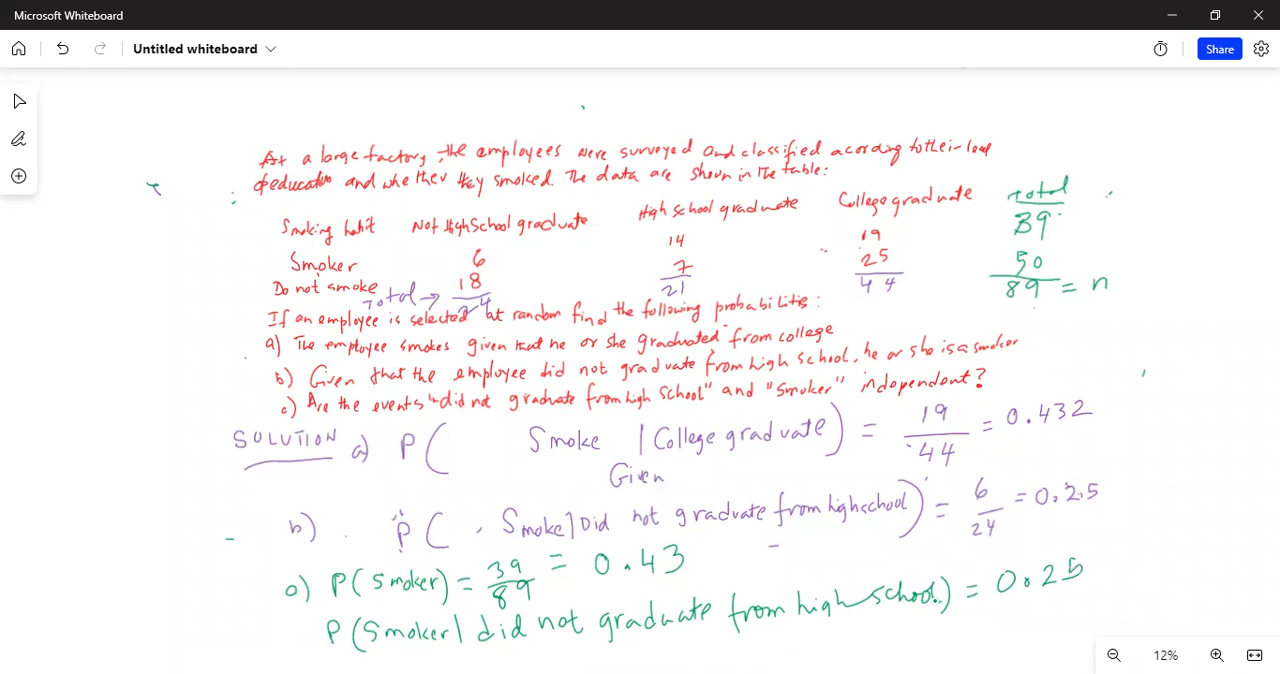 Microsoft Whiteboard
Untitled whiteboard
Share
At a large factory, the employees were surveyed and classified acording to their level
of education and whether they smoked. The data are shown in the table:
Smoking habit Not High School graduate High school graduate College graduate Total
Smoker 6 14 19 39
Do not smoke 18 7 25 50
Total → 24 21 44 89 = n
If an employee is selected at random find the following probabilities:
a) The employee smokes given that he or she graduated from college
b) Given that the employee did not graduate from high school, he or she is a smoker
c) Are the events "did not graduate from high school" and "smoker" independent?
SOLUTION a) P( Smoke | College graduate) = 19/44 = 0.432
Given
b) P( Smoke | Did not graduate from high school) = 6/24 = 0.25
c) P(Smoker) = 39/89 = 0.43
P(Smoker | did not graduate from high school) = 0.25
12%